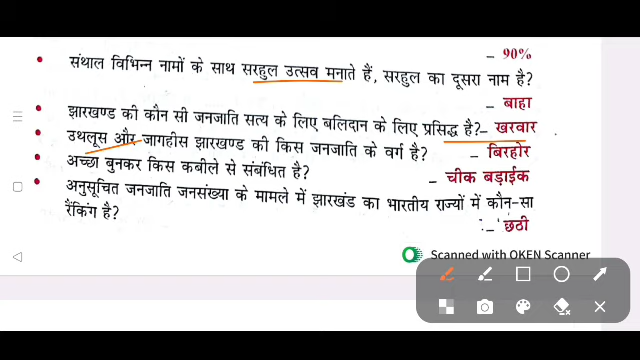 – 90%
• संथाल विभिन्न नामों के साथ सरहुल उत्सव मनाते हैं, सरहुल का दूसरा नाम है?
– बाहा
• झारखण्ड की कौन सी जनजाति सत्य के लिए बलिदान के लिए प्रसिद्ध है? – खरवार
• उथलूस और जागहीस झारखण्ड की किस जनजाति के वर्ग है? – बिरहोर
• अच्छा बुनकर किस कबीले से संबंधित है? – चीक बड़ाईक
• अनुसूचित जनजाति जनसंख्या के मामले में झारखंड का भारतीय राज्यों में कौन-सा
रैंकिंग है? – छठी
Scanned with OKEN Scanner